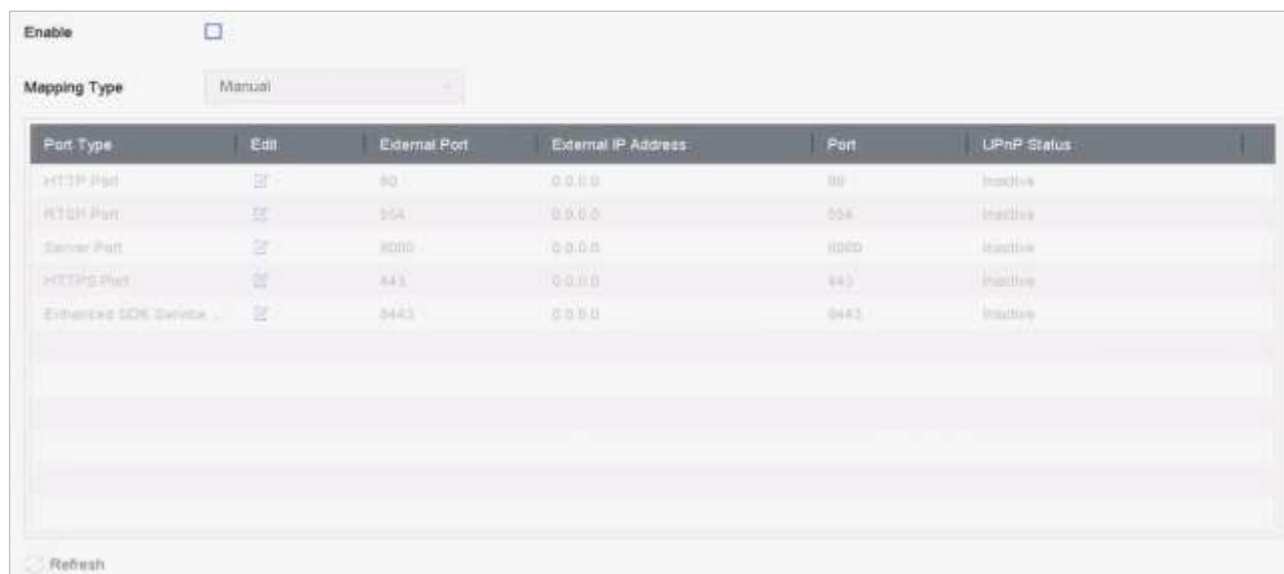 Enable
Mapping Type Manual
Port Type Edit External Port External IP Address Port UPnP Status
HTTP Port 80 0.0.0.0 80 Inactive
RTSP Port 554 0.0.0.0 554 Inactive
Server Port 8000 0.0.0.0 8000 Inactive
HTTPS Port 443 0.0.0.0 443 Inactive
Enhanced SDK Service ... 8443 0.0.0.0 8443 Inactive
Refresh